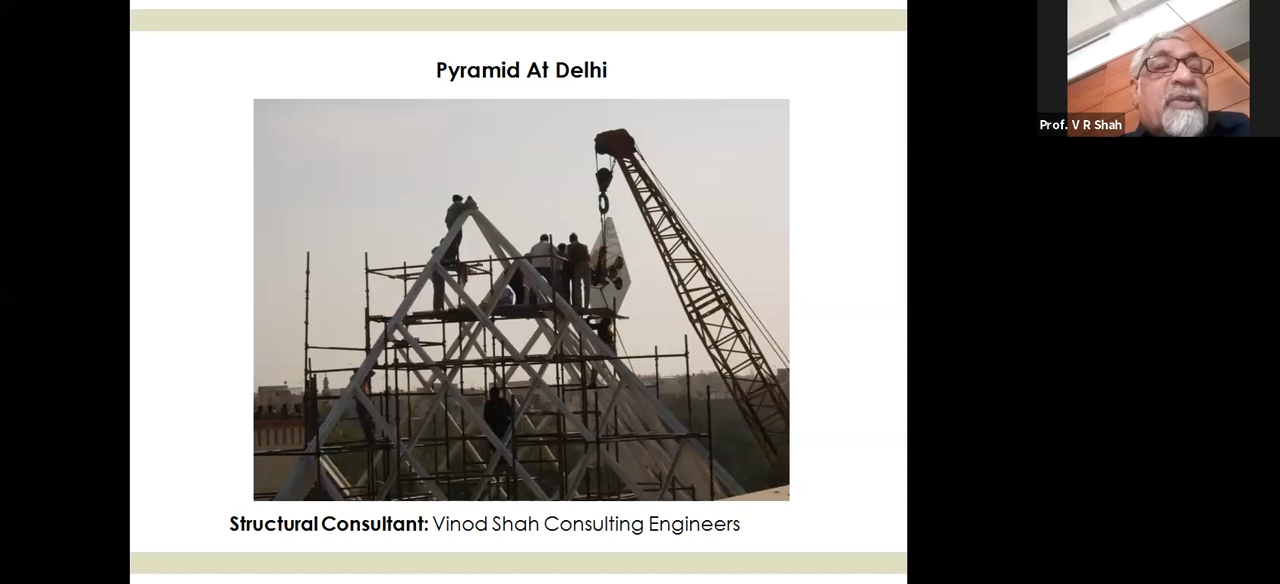 Pyramid At Delhi
Prof. V R Shah
Structural Consultant: Vinod Shah Consulting Engineers